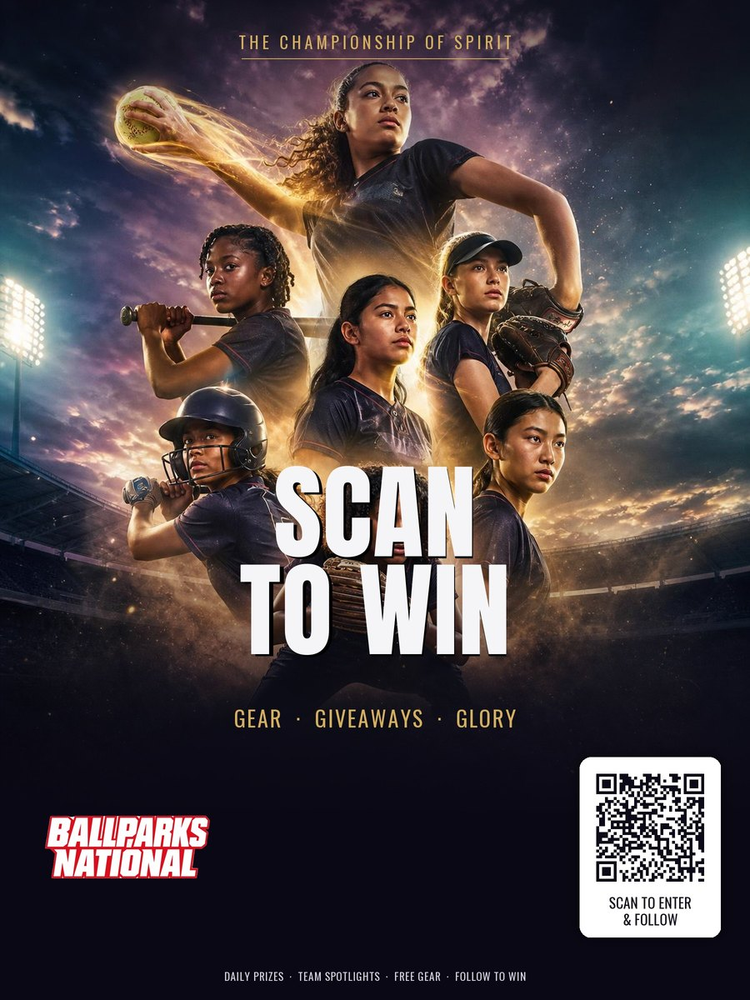 THE CHAMPIONSHIP OF SPIRIT
SCAN
TO WIN
GEAR · GIVEAWAYS · GLORY
BALLPARKS
NATIONAL
SCAN TO ENTER
& FOLLOW
DAILY PRIZES · TEAM SPOTLIGHTS · FREE GEAR · FOLLOW TO WIN